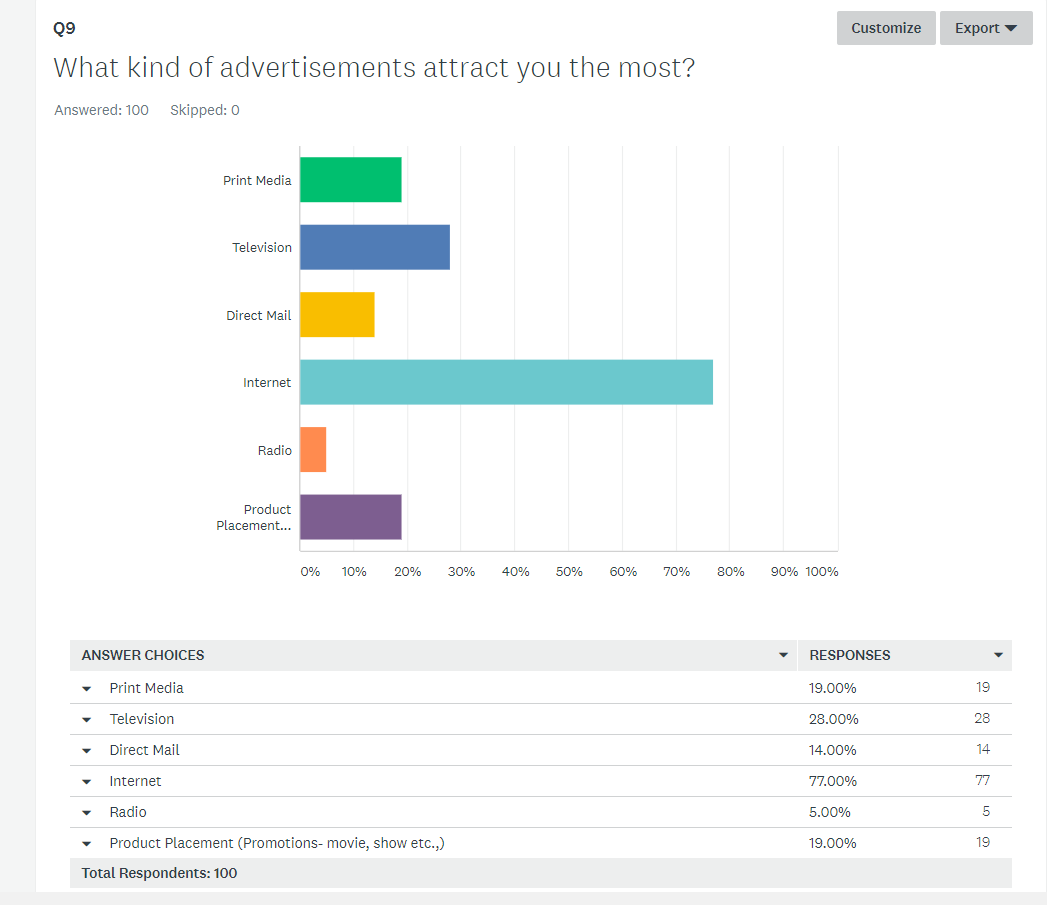 Q9
Customize
Export
What kind of advertisements attract you the most?
Answered: 100 Skipped: 0
Print Media
Television
Direct Mail
Internet
Radio
Product
Placement...
0% 10% 20% 30% 40% 50% 60% 70% 80% 90% 100%
ANSWER CHOICES RESPONSES
Print Media 19.00% 19
Television 28.00% 28
Direct Mail 14.00% 14
Internet 77.00% 77
Radio 5.00% 5
Product Placement (Promotions- movie, show etc.,) 19.00% 19
Total Respondents: 100